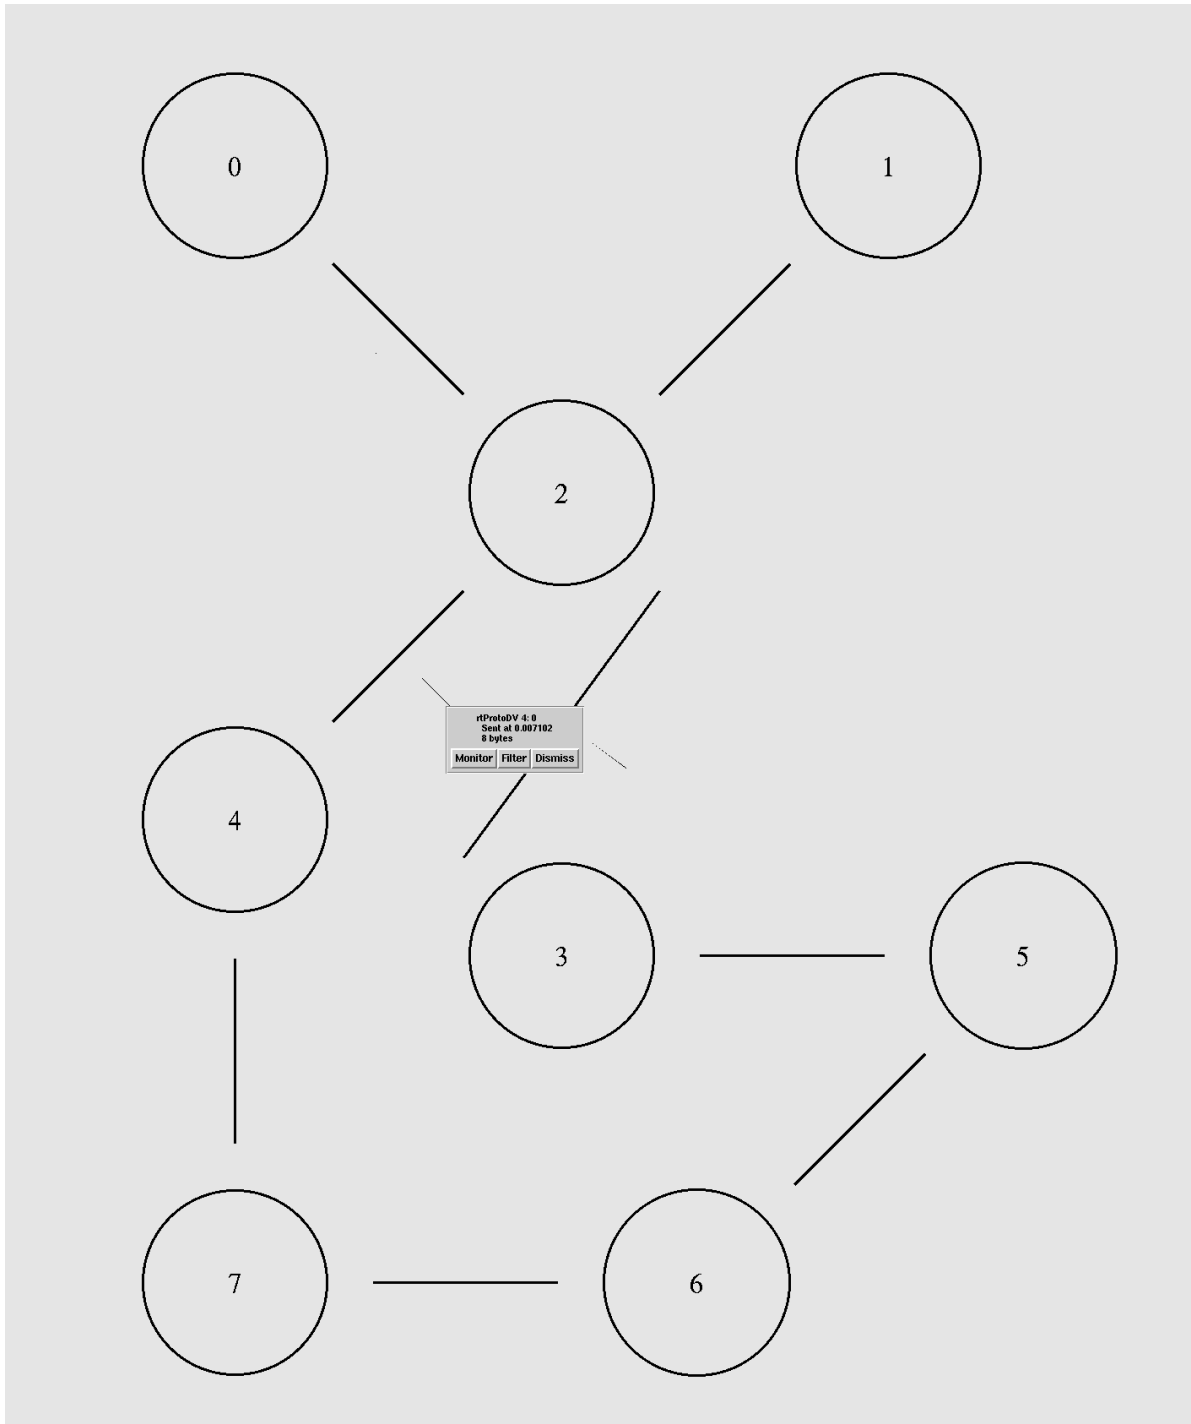 0
1
2
rtProtoDV 4: 0
Sent at 0.007102
8 bytes
Monitor Filter Dismiss
4
3
5
7
6